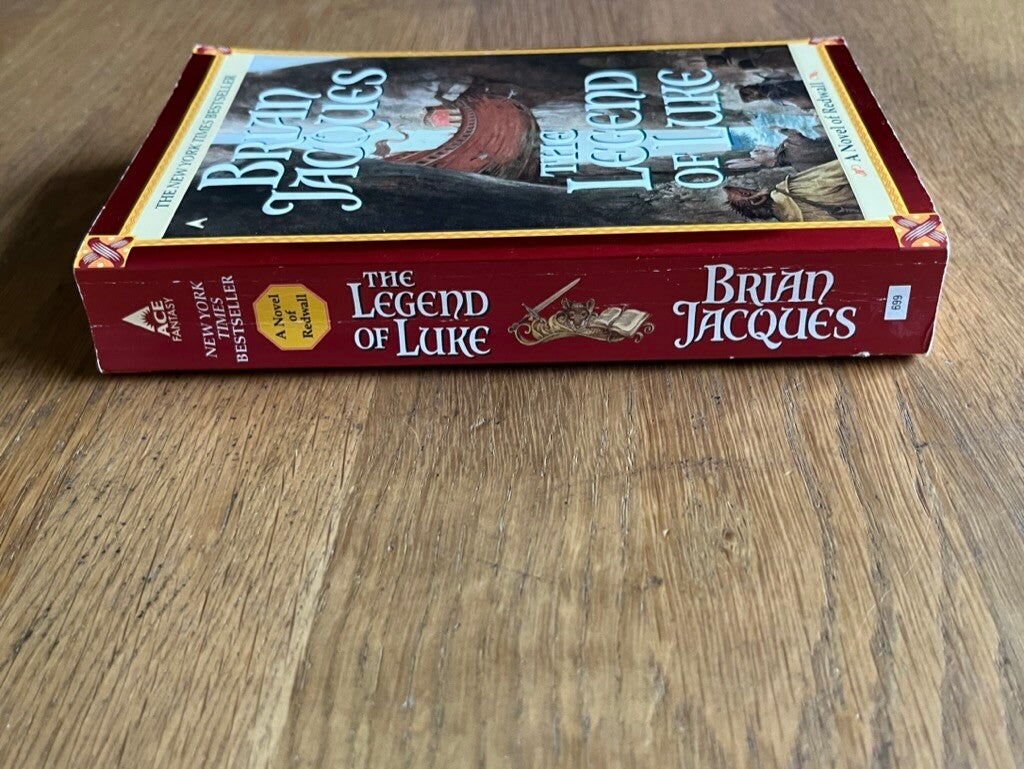 THE NEW YORK TIMES BESTSELLER
BRIAN
JACQUES
THE
LEGEND
OF LUKE
A Novel of Redwall
ACE
FANTASY
NEW YORK
TIMES
BESTSELLER
A Novel
of
Redwall
THE
LEGEND
OF LUKE
BRIAN
JACQUES
699